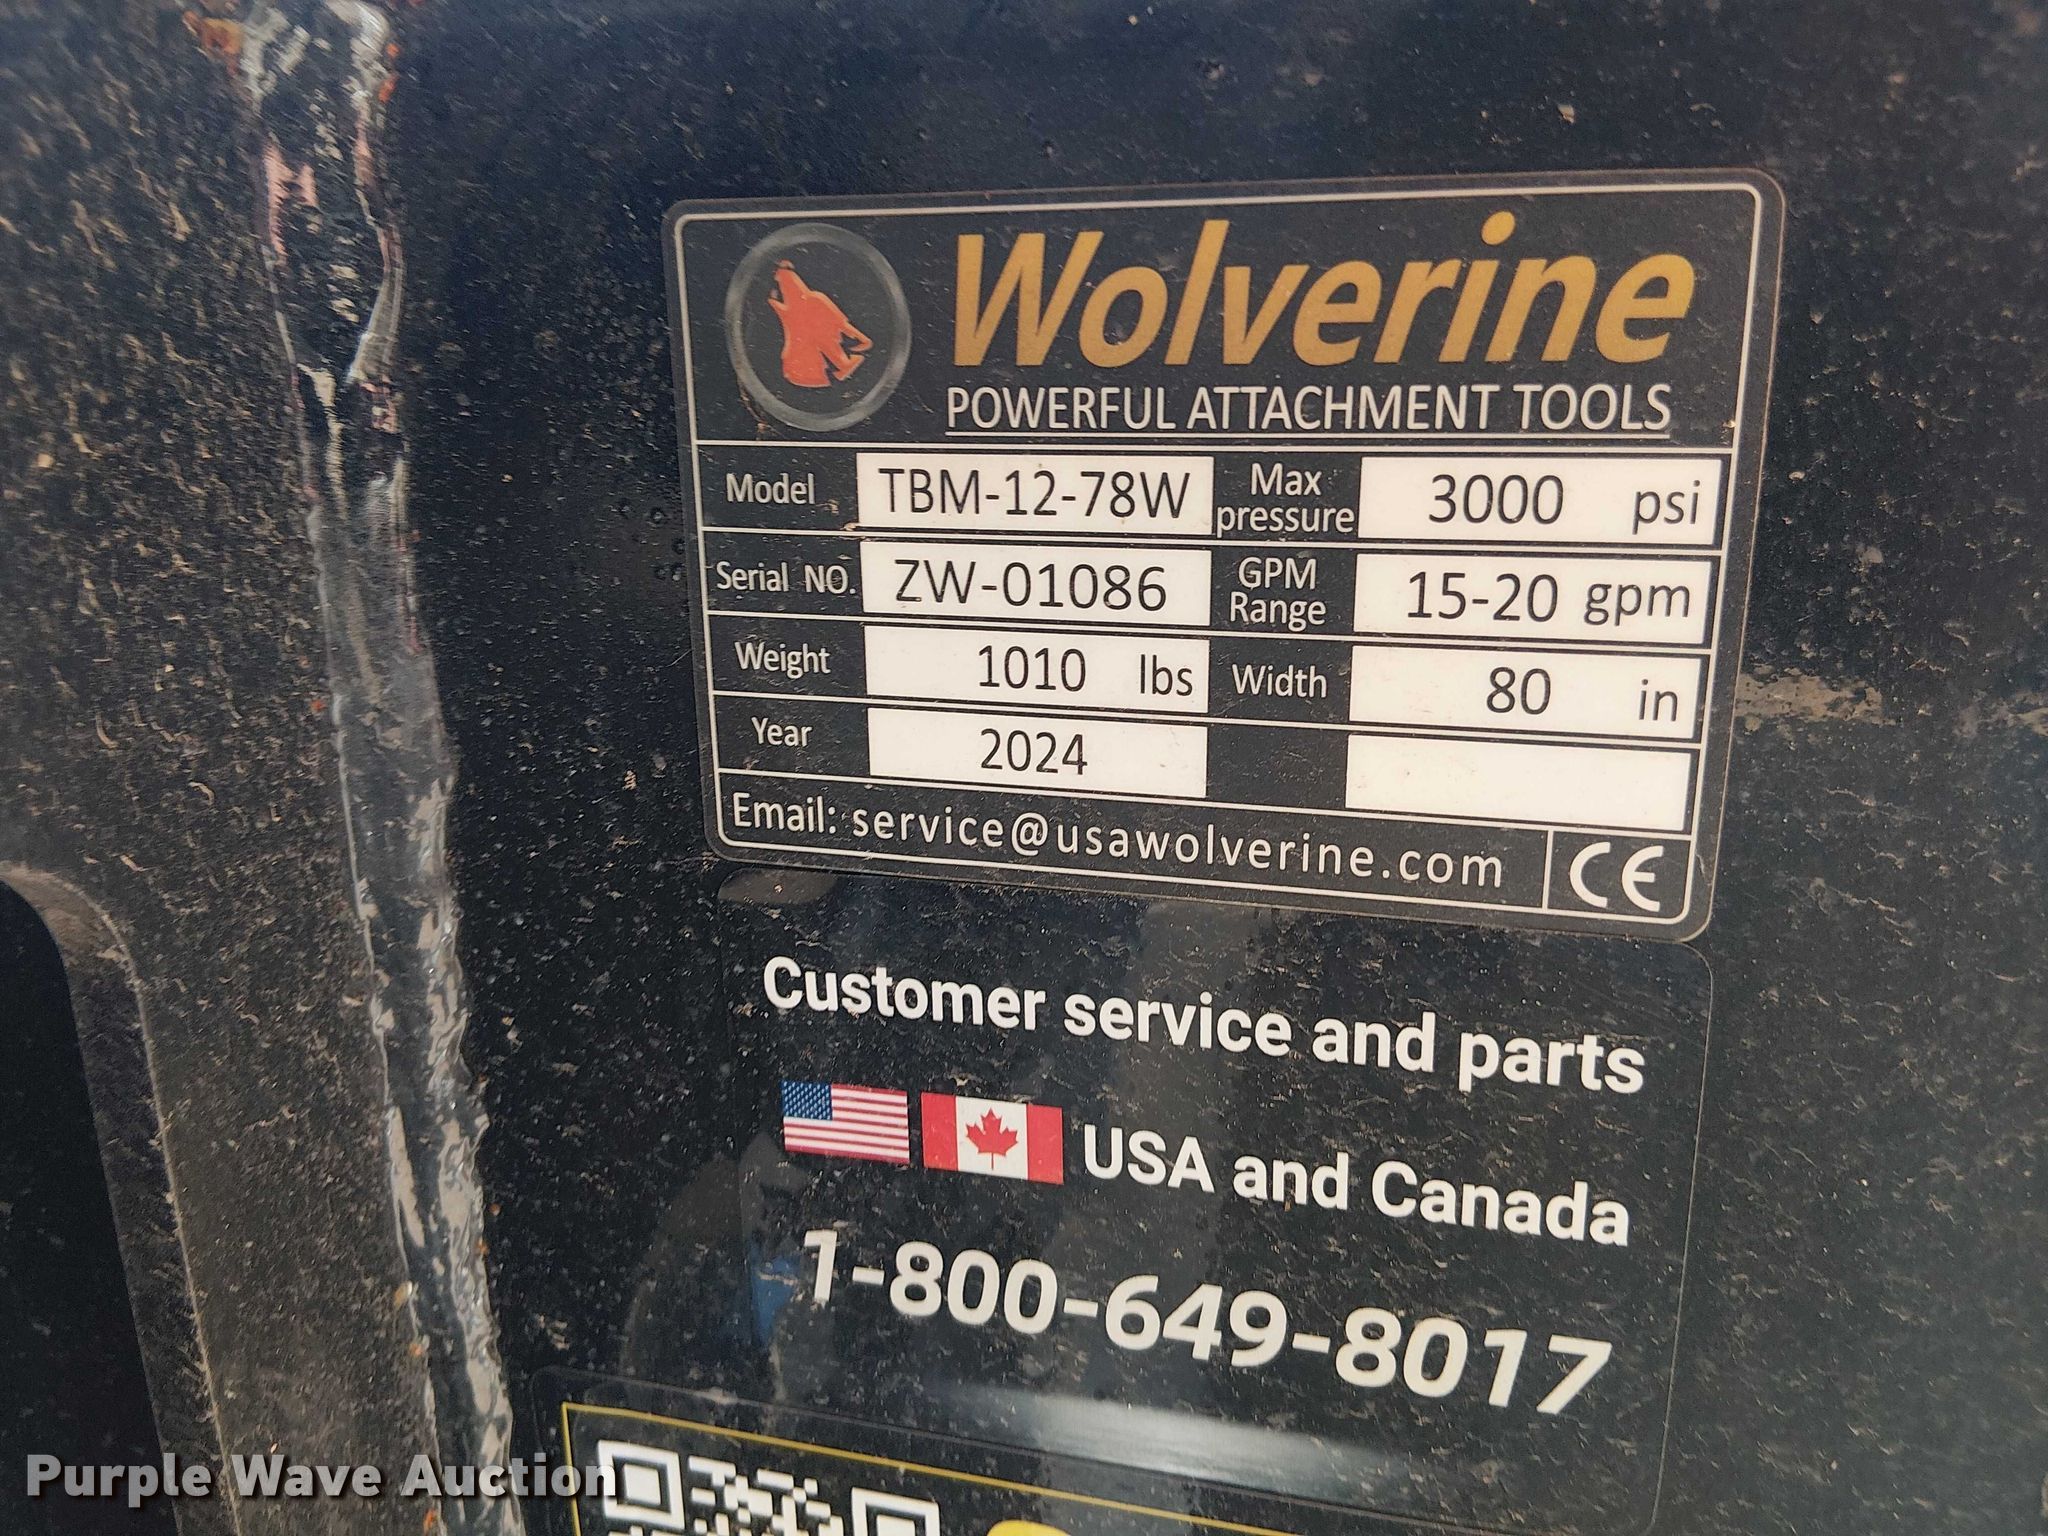 Wolverine
POWERFUL ATTACHMENT TOOLS
Model TBM-12-78W Max pressure 3000 psi
Serial NO. ZW-01086 GPM Range 15-20 gpm
Weight 1010 lbs Width 80 in
Year 2024
Email: service@usawolverine.com CE
Customer service and parts
USA and Canada
1-800-649-8017
Purple Wave Auction